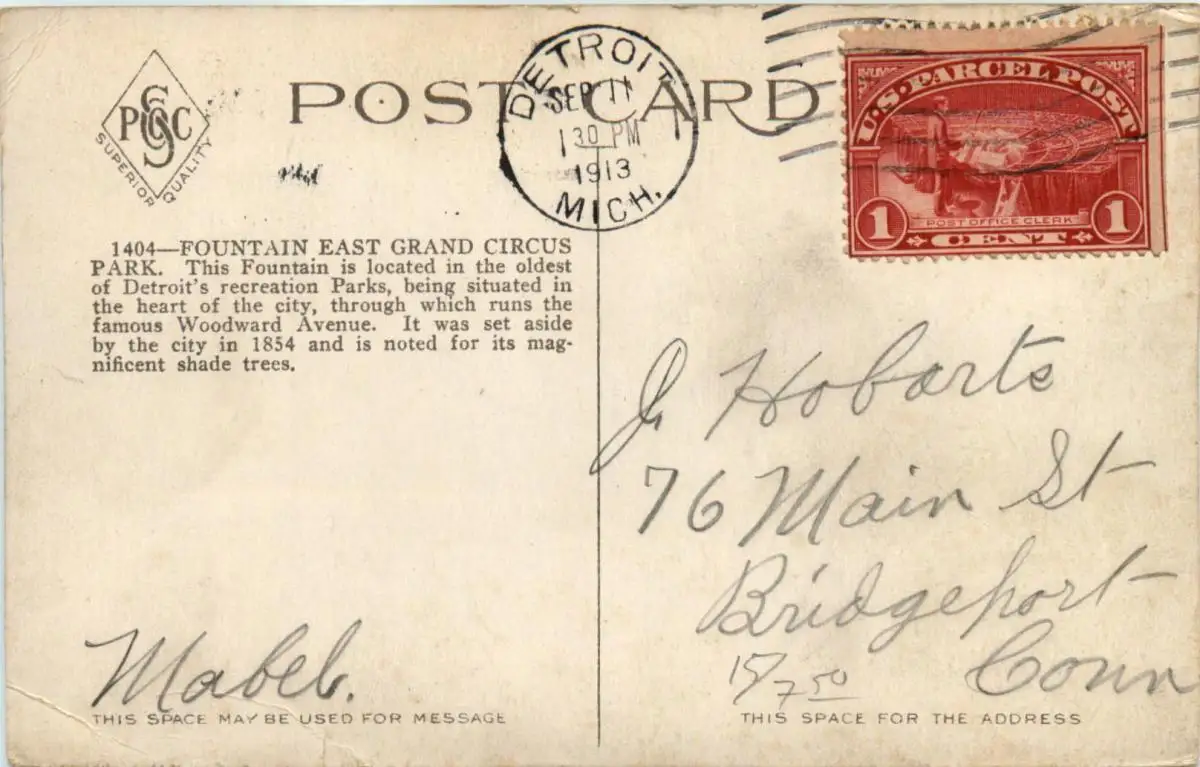 PSCC
SUPERIOR QUALITY
POST CARD
DETROIT
SEP 11
1 30 PM
1913
MICH.
U.S. PARCEL POST
1 POST OFFICE CLERK 1
CENT
1404—FOUNTAIN EAST GRAND CIRCUS
PARK. This Fountain is located in the oldest
of Detroit's recreation Parks, being situated in
the heart of the city, through which runs the
famous Woodward Avenue. It was set aside
by the city in 1854 and is noted for its mag-
nificent shade trees.
J Hobarts
76 Main St
Bridgeport
Conn
15/750
Mabel.
THIS SPACE MAY BE USED FOR MESSAGE
THIS SPACE FOR THE ADDRESS